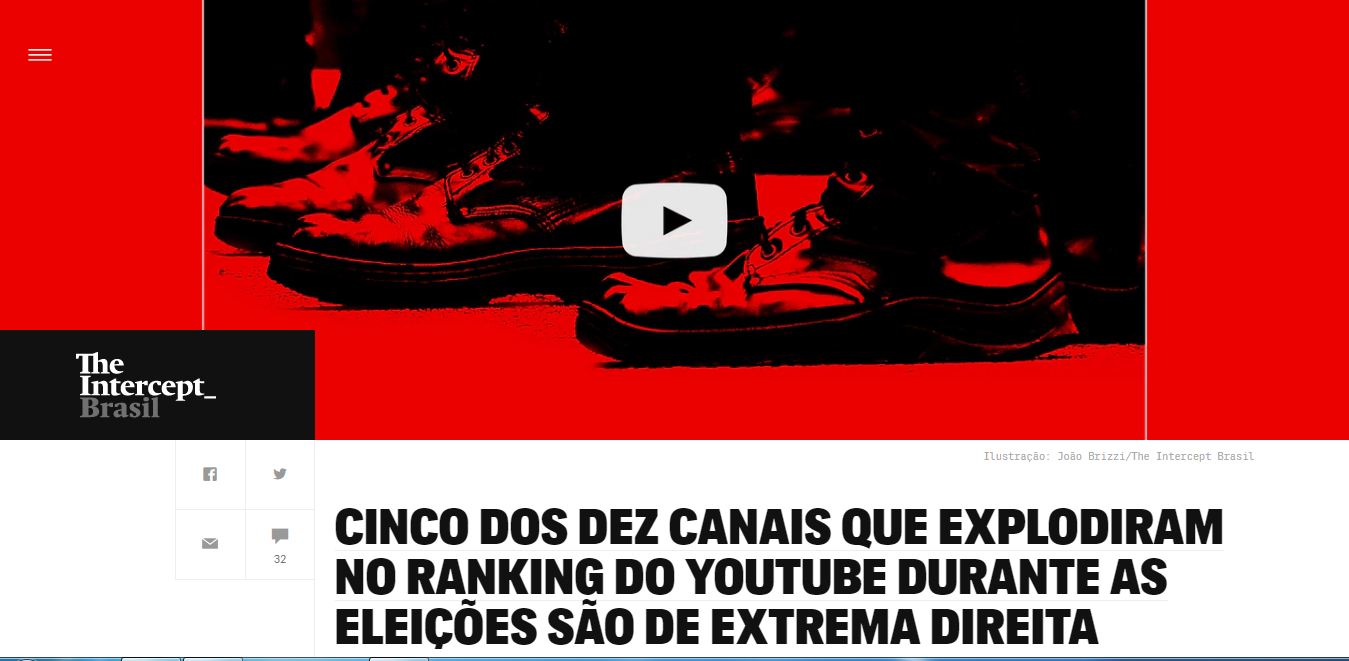 The
Intercept_
Brasil
Ilustração: João Brizzi/The Intercept Brasil
32
CINCO DOS DEZ CANAIS QUE EXPLODIRAM
NO RANKING DO YOUTUBE DURANTE AS
ELEIÇÕES SÃO DE EXTREMA DIREITA